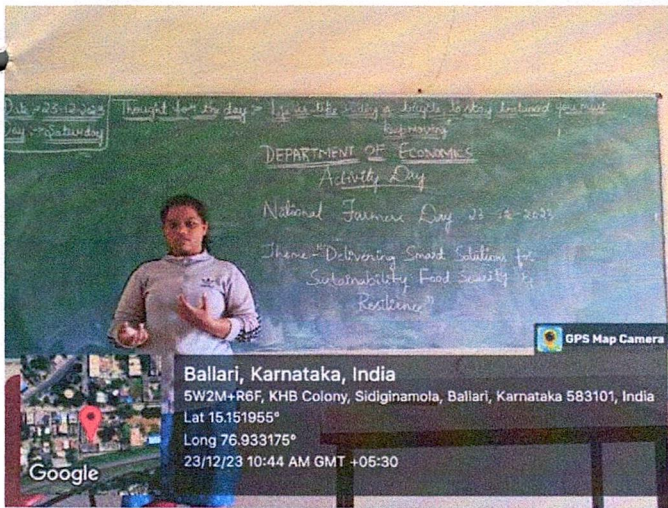 Date :- 23-12-2023
Day :- Saturday
Thought for the day :- Life is like riding a bicycle to stay balanced you must
keep moving"
DEPARTMENT OF ECONOMICS
Activity Day
National Farmers Day 23-12-2023
Theme - "Delivering Smart Solutions for
Sustainability Food Security &
Resilience"
GPS Map Camera
Ballari, Karnataka, India
5W2M+R6F, KHB Colony, Sidiginamola, Ballari, Karnataka 583101, India
Lat 15.151955°
Long 76.933175°
23/12/23 10:44 AM GMT +05:30
Google